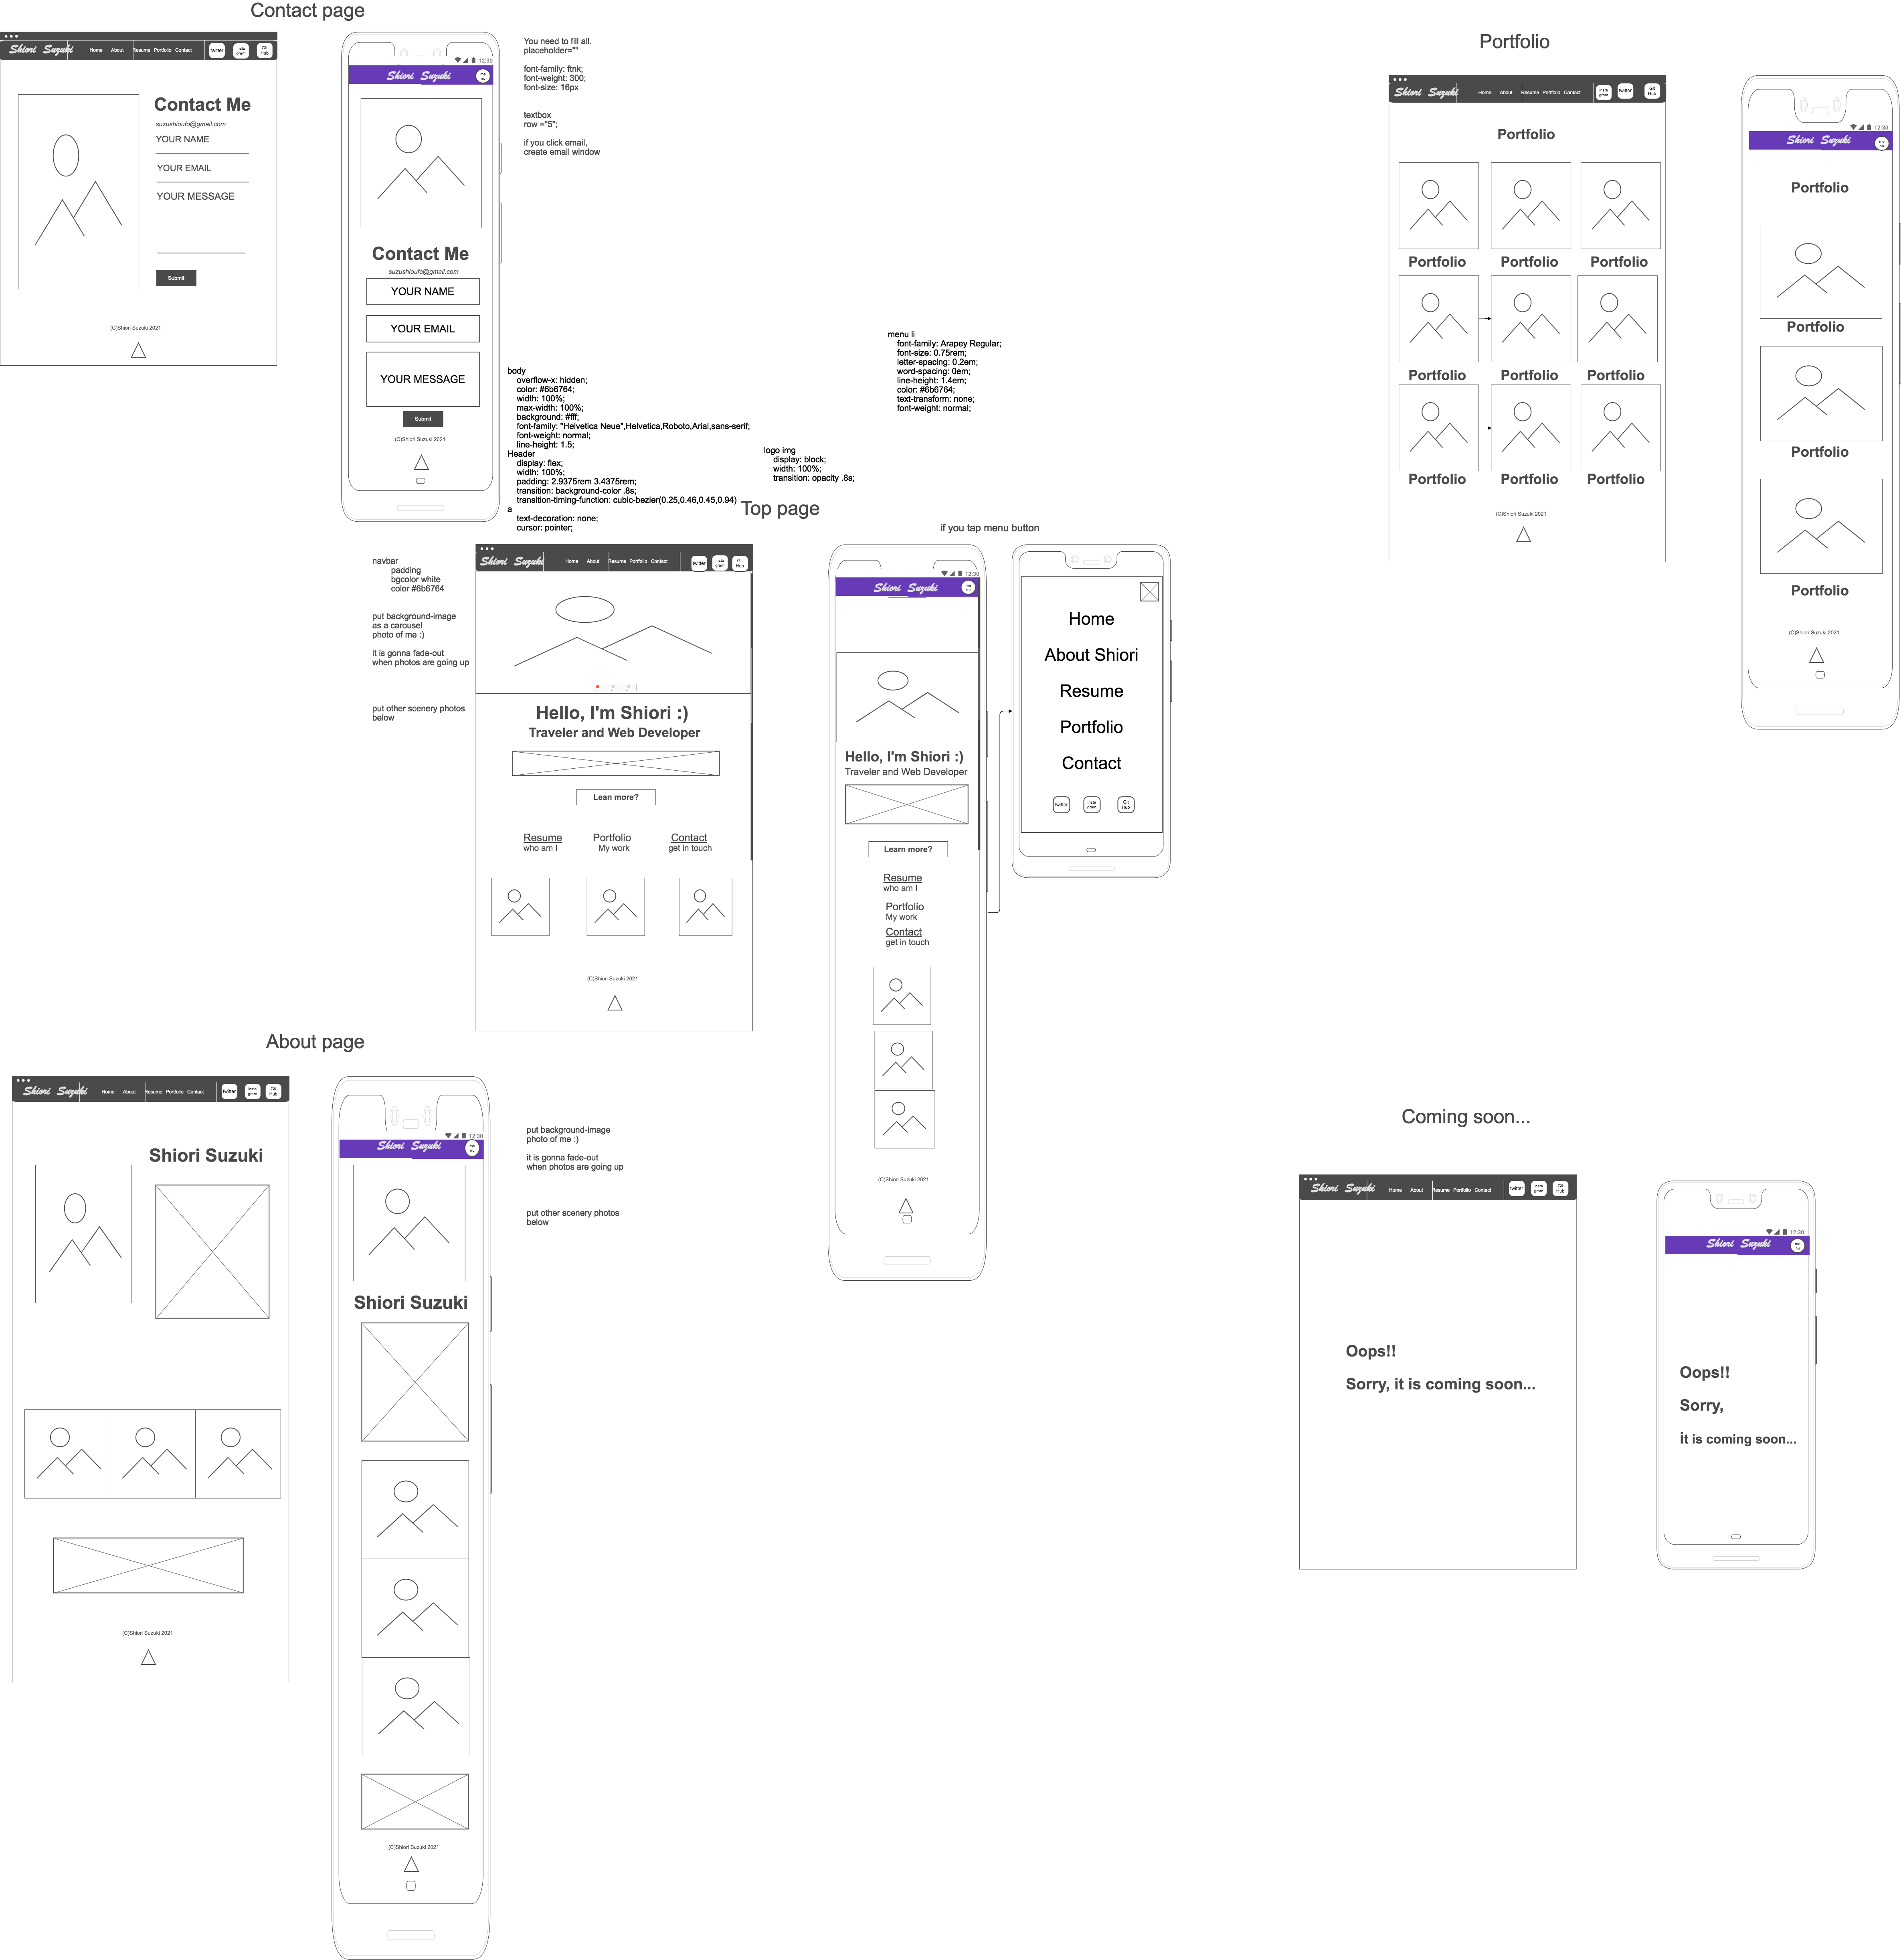 Contact page
Shiori Suzuki
Home About Resume Portfolio Contact
twitter
insta
gram
Git
Hub
Contact Me
suzushioufo@gmail.com
YOUR NAME
YOUR EMAIL
YOUR MESSAGE
Submit
(C)Shiori Suzuki 2021
12:30
Shiori Suzuki
me
nu
Contact Me
suzushioufo@gmail.com
YOUR NAME
YOUR EMAIL
YOUR MESSAGE
Submit
(C)Shiori Suzuki 2021
You need to fill all.
placeholder=""
font-family: ftnk;
font-weight: 300;
font-size: 16px
textbox
row ="5";
if you click email,
create email window
body
overflow-x: hidden;
color: #6b6764;
width: 100%;
max-width: 100%;
background: #fff;
font-family: "Helvetica Neue",Helvetica,Roboto,Arial,sans-serif;
font-weight: normal;
line-height: 1.5;
Header
display: flex;
width: 100%;
padding: 2.9375rem 3.4375rem;
transition: background-color .8s;
transition-timing-function: cubic-bezier(0.25,0.46,0.45,0.94)
a
text-decoration: none;
cursor: pointer;
logo img
display: block;
width: 100%;
transition: opacity .8s;
menu li
font-family: Arapey Regular;
font-size: 0.75rem;
letter-spacing: 0.2em;
word-spacing: 0em;
line-height: 1.4em;
color: #6b6764;
text-transform: none;
font-weight: normal;
Portfolio
Shiori Suzuki
Home About Resume Portfolio Contact
insta
gram
twitter
Git
Hub
Portfolio
Portfolio Portfolio Portfolio
Portfolio Portfolio Portfolio
Portfolio Portfolio Portfolio
(C)Shiori Suzuki 2021
12:30
Shiori Suzuki
me
nu
Portfolio
Portfolio
Portfolio
Portfolio
(C)Shiori Suzuki 2021
Top page
navbar
padding
bgcolor white
color #6b6764
put background-image
as a carousel
photo of me :)
it is gonna fade-out
when photos are going up
put other scenery photos
below
Shiori Suzuki
Home About Resume Portfolio Contact
twitter
insta
gram
Git
Hub
Hello, I'm Shiori :)
Traveler and Web Developer
Lean more?
Resume Portfolio Contact
who am I My work get in touch
(C)Shiori Suzuki 2021
12:30
Shiori Suzuki
me
nu
Hello, I'm Shiori :)
Traveler and Web Developer
Learn more?
Resume
who am I
Portfolio
My work
Contact
get in touch
(C)Shiori Suzuki 2021
if you tap menu button
Home
About Shiori
Resume
Portfolio
Contact
twitter
insta
gram
Git
Hub
About page
Shiori Suzuki
Home About Resume Portfolio Contact
twitter
insta
gram
Git
Hub
Shiori Suzuki
(C)Shiori Suzuki 2021
12:30
Shiori Suzuki
me
nu
Shiori Suzuki
(C)Shiori Suzuki 2021
put background-image
photo of me :)
it is gonna fade-out
when photos are going up
put other scenery photos
below
Coming soon...
Shiori Suzuki
Home About Resume Portfolio Contact
twitter
insta
gram
Git
Hub
Oops!!
Sorry, it is coming soon...
12:30
Shiori Suzuki
me
nu
Oops!!
Sorry,
it is coming soon...